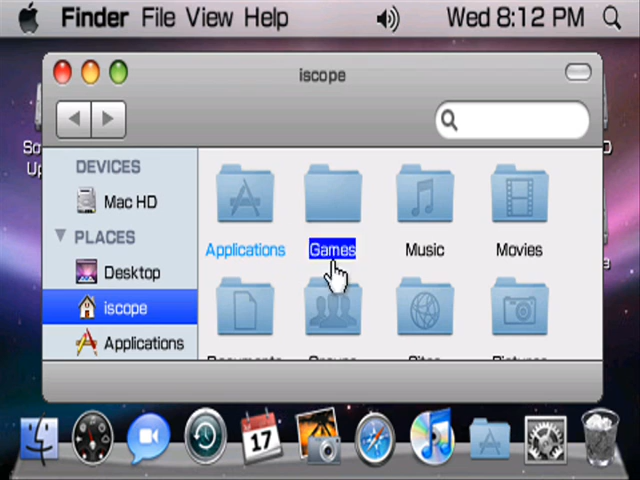 Finder File View Help Wed 8:12 PM
iscope
DEVICES
Mac HD
PLACES
Desktop
iscope
Applications
Applications Games Music Movies
17